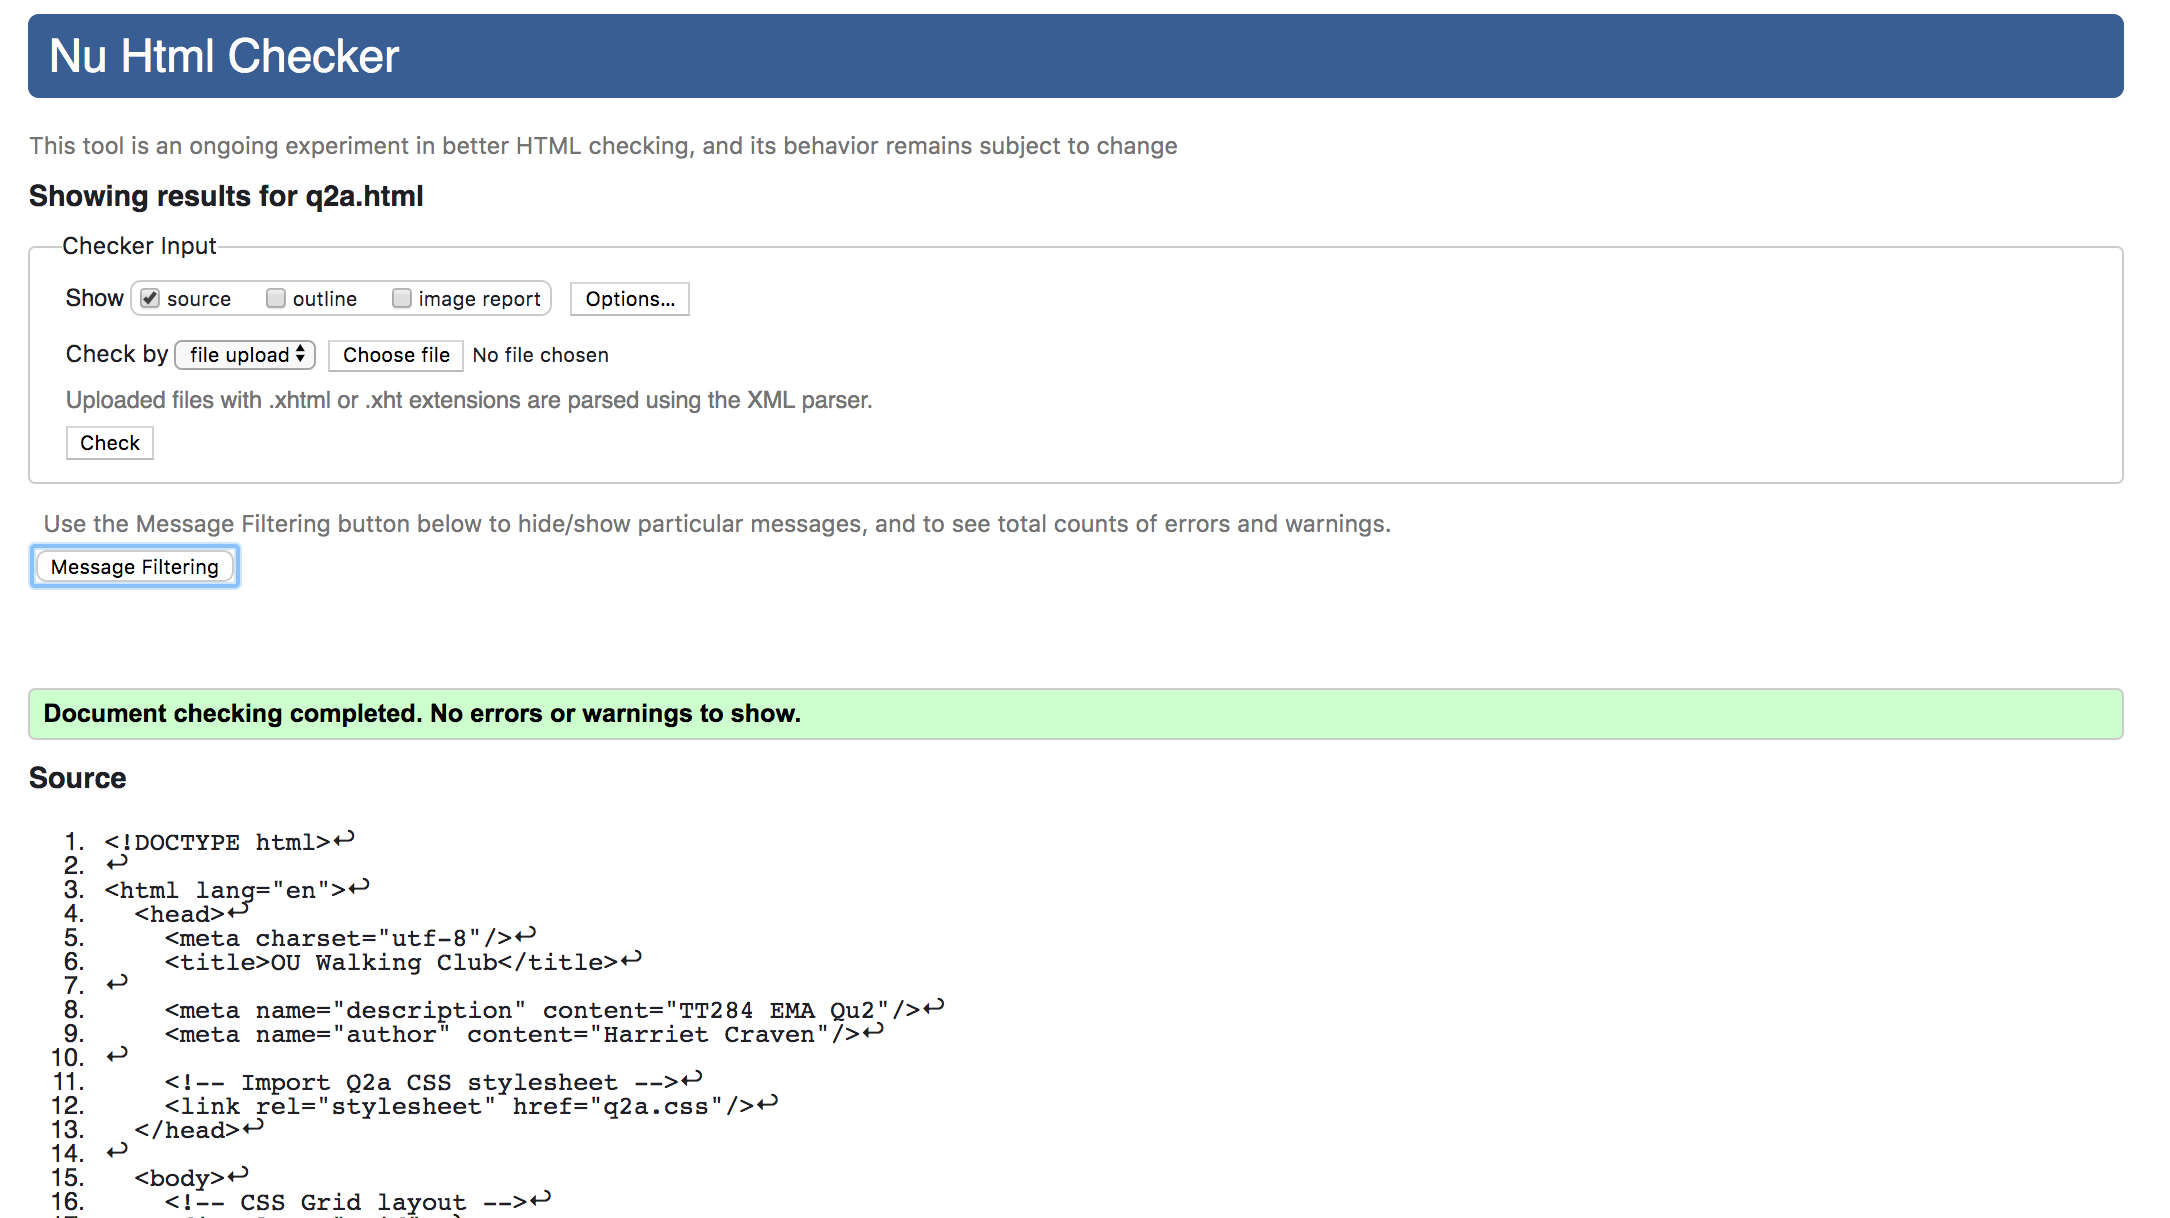 Nu Html Checker
This tool is an ongoing experiment in better HTML checking, and its behavior remains subject to change
Showing results for q2a.html
Checker Input
Show source outline image report Options...
Check by file upload Choose file No file chosen
Uploaded files with .xhtml or .xht extensions are parsed using the XML parser.
Check
Use the Message Filtering button below to hide/show particular messages, and to see total counts of errors and warnings.
Message Filtering
Document checking completed. No errors or warnings to show.
Source
1. <!DOCTYPE html>↩
2. ↩
3. <html lang="en">↩
4.   <head>↩
5.     <meta charset="utf-8"/>↩
6.     <title>OU Walking Club</title>↩
7. ↩
8.     <meta name="description" content="TT284 EMA Qu2"/>↩
9.     <meta name="author" content="Harriet Craven"/>↩
10. ↩
11.     <!-- Import Q2a CSS stylesheet -->↩
12.     <link rel="stylesheet" href="q2a.css"/>↩
13.   </head>↩
14. ↩
15.   <body>↩
16.     <!-- CSS Grid layout -->↩